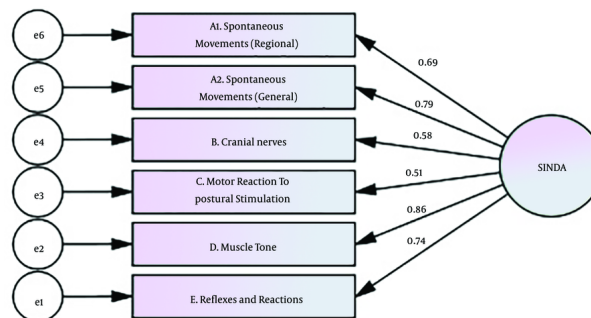 e6
A1. Spontaneous
Movements (Regional)
0.69
e5
A2. Spontaneous
Movements (General)
0.79
e4
B. Cranial nerves
0.58
SINDA
e3
C. Motor Reaction To
postural Stimulation
0.51
e2
D. Muscle Tone
0.86
e1
E. Reflexes and Reactions
0.74